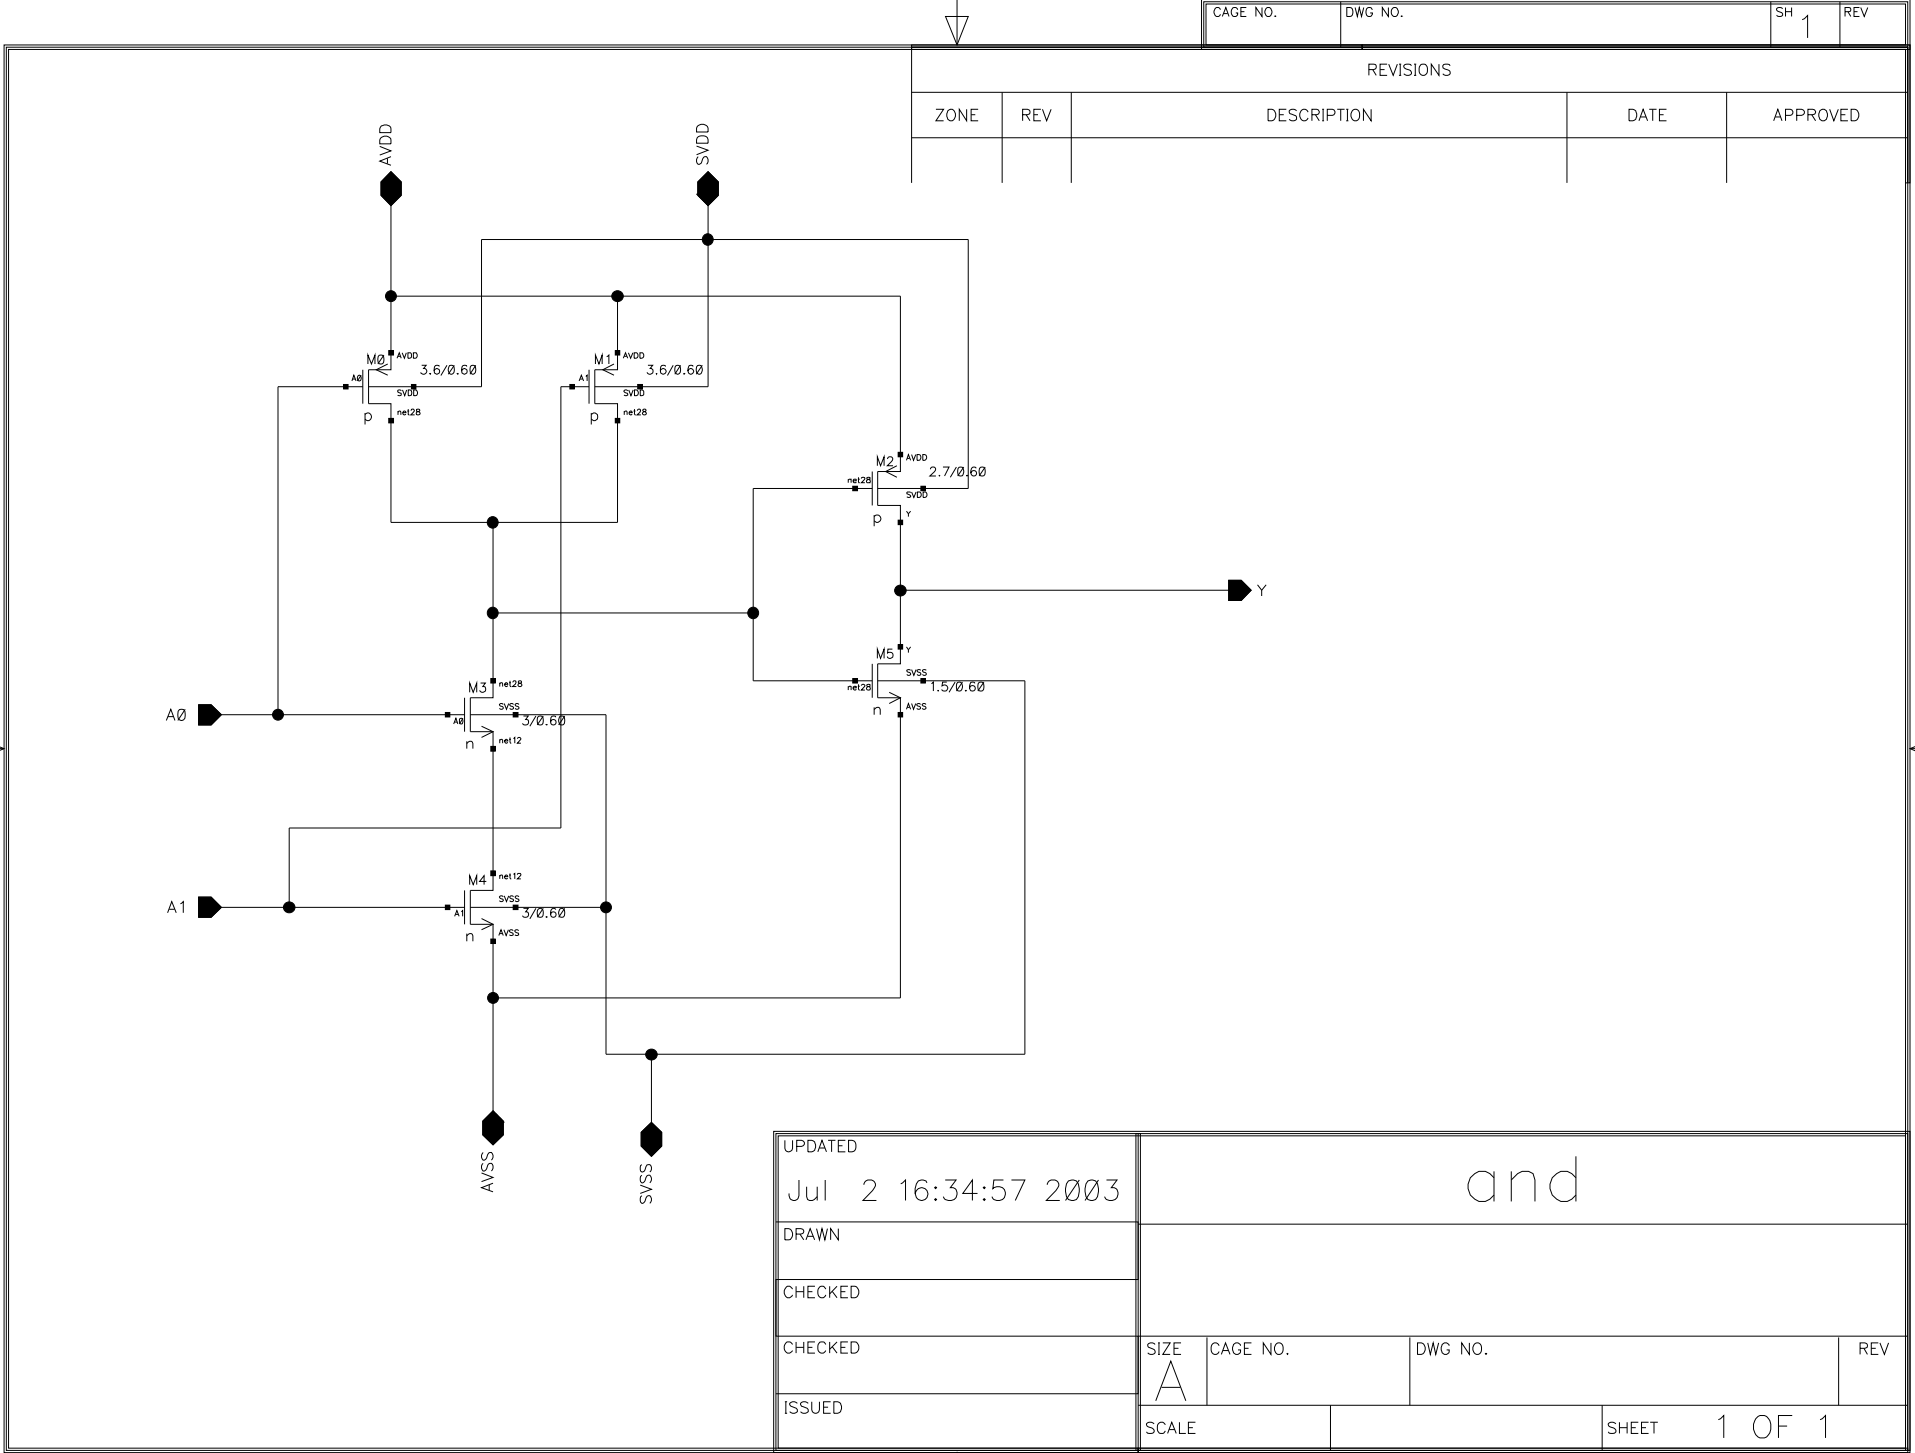 CAGE NO. DWG NO. SH 1 REV
REVISIONS
ZONE REV DESCRIPTION DATE APPROVED
AVDD SVDD
M0 AVDD 3.6/0.60 M1 AVDD 3.6/0.60
A0 SVDD A1 SVDD
p net28 p net28
M2 AVDD 2.7/0.60
net28 SVDD
p Y
Y
M5 Y
SVSS
net28 1.5/0.60
n AVSS
M3 net28
SVSS
A0 A0 3/0.60
n net12
M4 net12
SVSS
A1 A1 3/0.60
n AVSS
AVSS SVSS
UPDATED
Jul 2 16:34:57 2003
and
DRAWN
CHECKED
CHECKED
SIZE A CAGE NO. DWG NO. REV
ISSUED
SCALE SHEET 1 OF 1